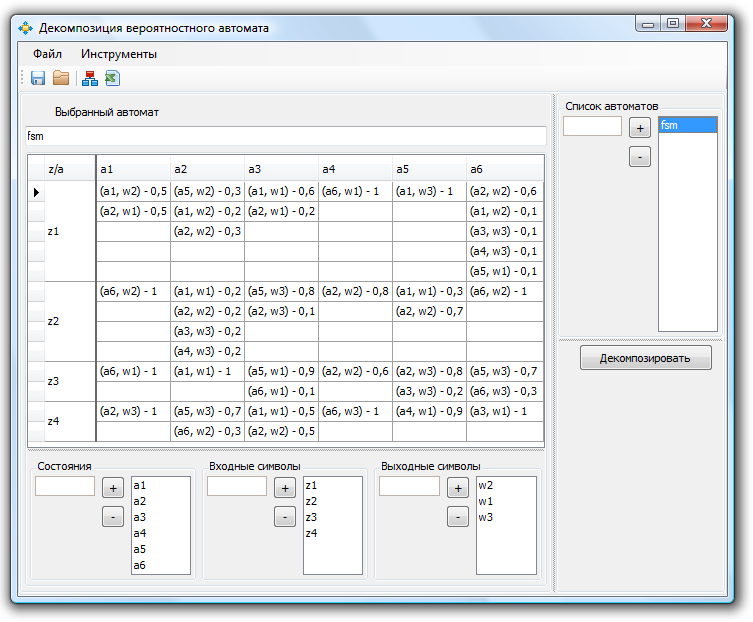 Декомпозиция вероятностного автомата
Файл Инструменты
Выбранный автомат
fsm
z/a a1 a2 a3 a4 a5 a6
(a1, w2) - 0,5 (a5, w2) - 0,3 (a1, w1) - 0,6 (a6, w1) - 1 (a1, w3) - 1 (a2, w2) - 0,6
(a2, w1) - 0,5 (a1, w2) - 0,2 (a2, w1) - 0,2 (a1, w2) - 0,1
z1 (a2, w2) - 0,3 (a3, w3) - 0,1
(a4, w3) - 0,1
(a5, w1) - 0,1
(a6, w2) - 1 (a1, w1) - 0,2 (a5, w3) - 0,8 (a2, w2) - 0,8 (a1, w1) - 0,3 (a6, w2) - 1
z2 (a2, w2) - 0,2 (a2, w3) - 0,1 (a2, w2) - 0,7
(a3, w3) - 0,2
(a4, w3) - 0,2
z3 (a6, w1) - 1 (a1, w1) - 1 (a5, w1) - 0,9 (a2, w2) - 0,6 (a2, w3) - 0,8 (a5, w3) - 0,7
(a6, w1) - 0,1 (a3, w3) - 0,2 (a6, w3) - 0,3
z4 (a2, w3) - 1 (a5, w3) - 0,7 (a1, w1) - 0,5 (a6, w3) - 1 (a4, w1) - 0,9 (a3, w1) - 1
(a6, w2) - 0,3 (a2, w2) - 0,5
Состояния
+
-
a1
a2
a3
a4
a5
a6
Входные символы
+
-
z1
z2
z3
z4
Выходные символы
+
-
w2
w1
w3
Список автоматов
+
-
fsm
Декомпозировать